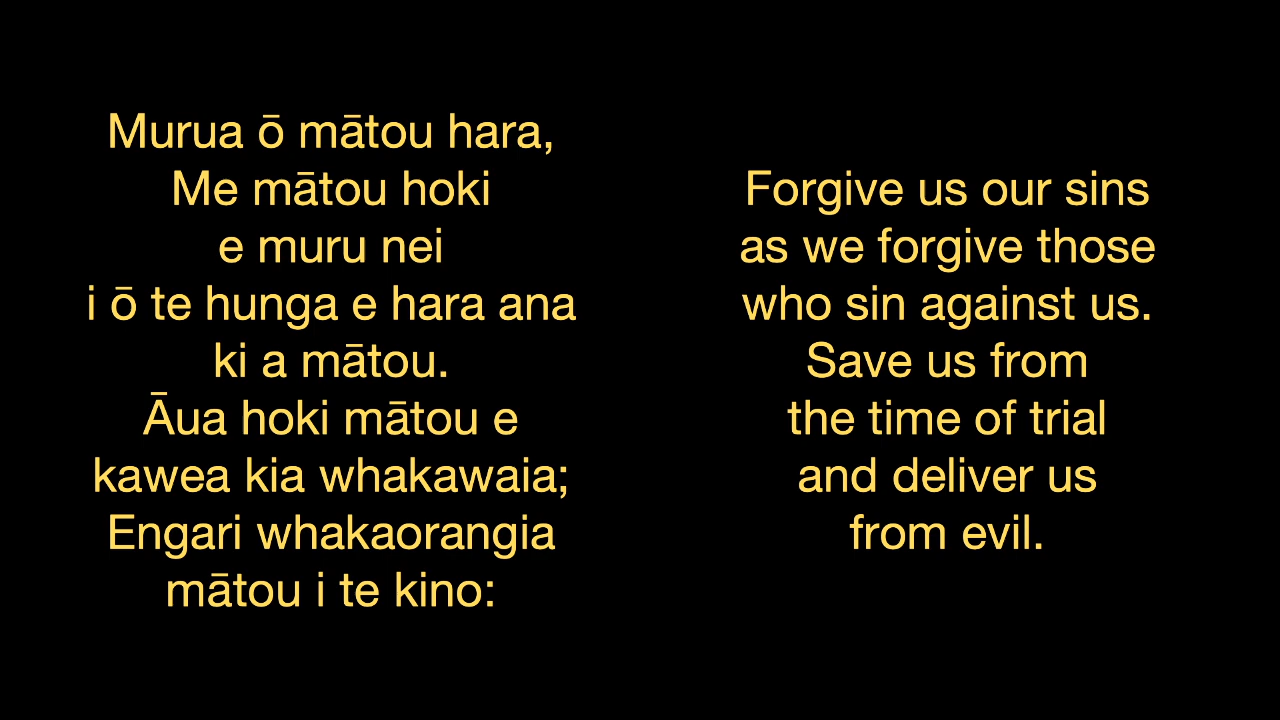 Murua ō mātou hara,
Me mātou hoki
e muru nei
i ō te hunga e hara ana
ki a mātou.
Āua hoki mātou e
kawea kia whakawaia;
Engari whakaorangia
mātou i te kino:
Forgive us our sins
as we forgive those
who sin against us.
Save us from
the time of trial
and deliver us
from evil.